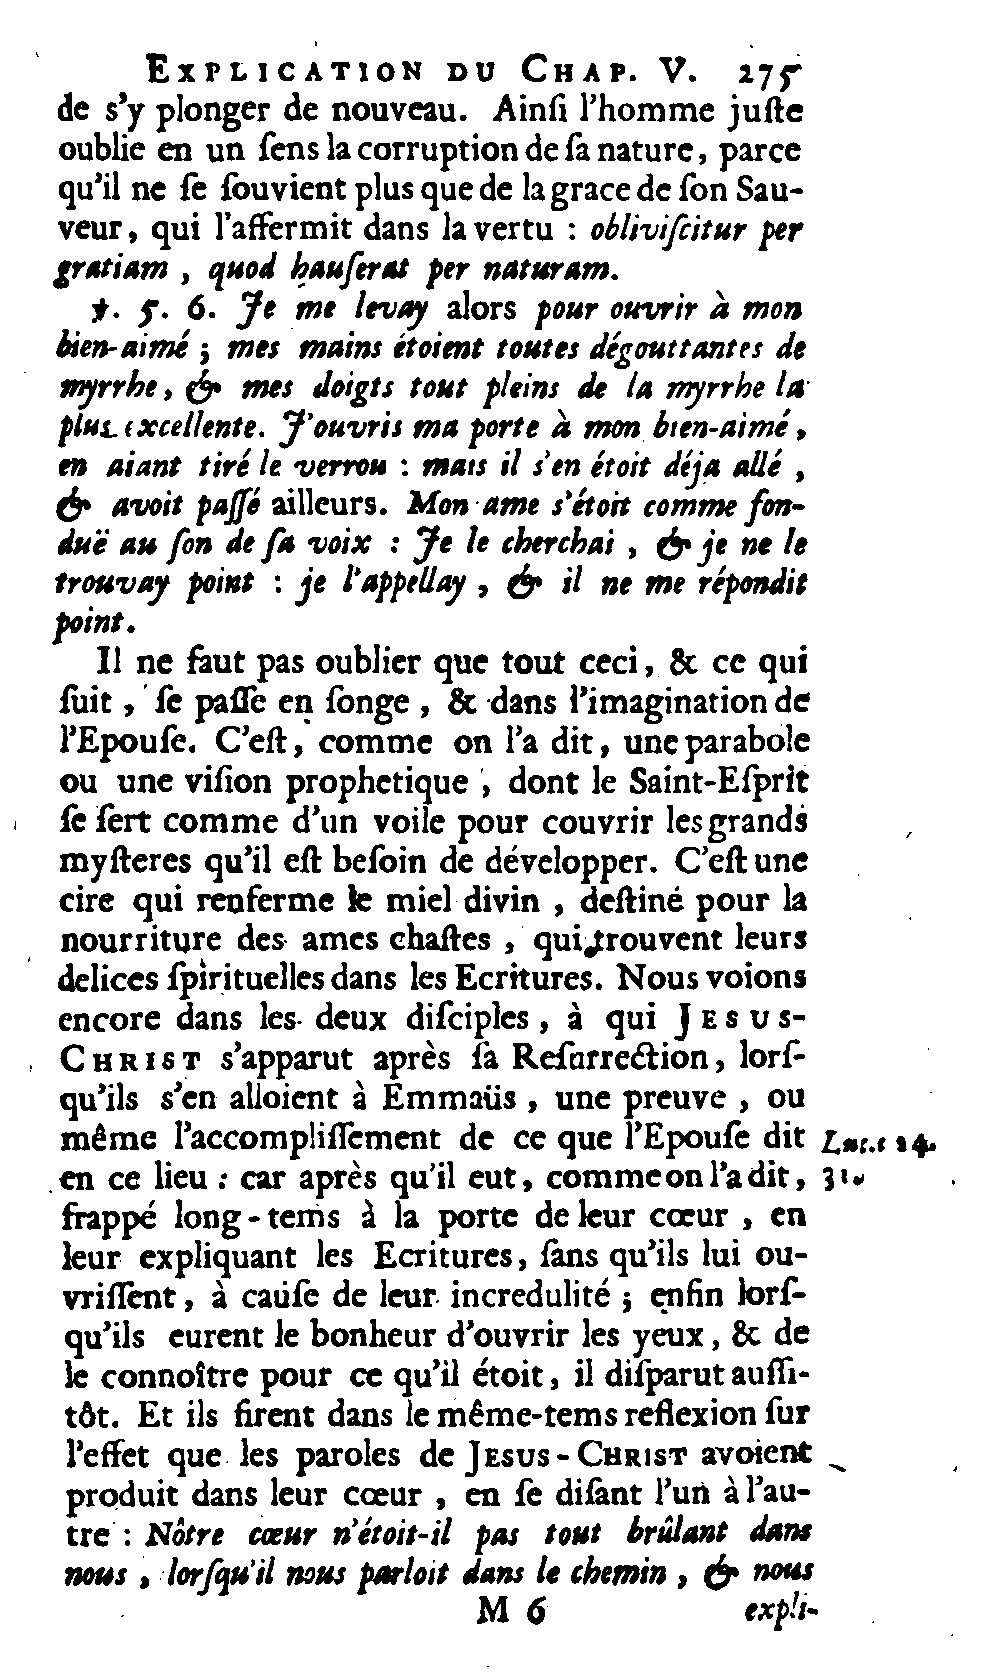 EXPLICATION DU CHAP. V. 275
de s'y plonger de nouveau. Ainſi l'homme juſte
oublie en un ſens la corruption de ſa nature, parce
qu'il ne ſe ſouvient plus que de la grace de ſon Sau-
veur, qui l'affermit dans la vertu : obliviſcitur per
gratiam, quod hauſerat per naturam.
℣. 5. 6. Je me levay alors pour ouvrir à mon
bien-aimé ; mes mains étoient toutes dégouttantes de
myrrhe, & mes doigts tout pleins de la myrrhe la
plus excellente. J'ouvris ma porte à mon bien-aimé,
en aiant tiré le verrou : mais il s'en étoit déja allé,
& avoit paſſé ailleurs. Mon ame s'étoit comme fon-
duë au ſon de ſa voix : Je le cherchai, & je ne le
trouvay point : je l'appellay, & il ne me répondit
point.
Il ne faut pas oublier que tout ceci, & ce qui
ſuit, ſe paſſe en ſonge, & dans l'imagination de
l'Epouſe. C'eſt, comme on l'a dit, une parabole
ou une viſion prophetique, dont le Saint-Eſprit
ſe ſert comme d'un voile pour couvrir les grands
myſteres qu'il eſt beſoin de développer. C'eſt une
cire qui renferme le miel divin, deſtiné pour la
nourriture des ames chaſtes, qui trouvent leurs
delices ſpirituelles dans les Ecritures. Nous voions
encore dans les deux diſciples, à qui JESUS-
CHRIST s'apparut après ſa Reſurrection, lorſ-
qu'ils s'en alloient à Emmaüs, une preuve, ou
même l'accompliſſement de ce que l'Epouſe dit Luc. 24.
en ce lieu : car après qu'il eut, comme on l'a dit, 31.
frappé long-tems à la porte de leur cœur, en
leur expliquant les Ecritures, ſans qu'ils lui ou-
vriſſent, à cauſe de leur incredulité ; enfin lorſ-
qu'ils eurent le bonheur d'ouvrir les yeux, & de
le connoître pour ce qu'il étoit, il diſparut auſſi-
tôt. Et ils firent dans le même-tems reflexion ſur
l'effet que les paroles de JESUS-CHRIST avoient
produit dans leur cœur, en ſe diſant l'un à l'au-
tre : Nôtre cœur n'étoit-il pas tout brûlant dans
nous, lorſqu'il nous parloit dans le chemin, & nous
M 6 expli-